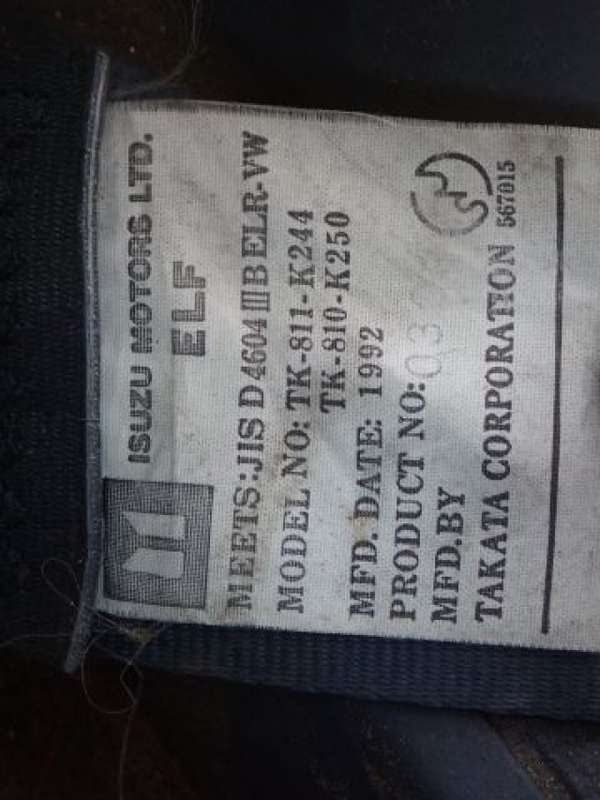 ISUZU MOTORS LTD.
ELF
MEETS:JIS D 4604 III B ELR-VW
MODEL NO: TK-811-K244
TK-810-K250
MFD. DATE: 1992
PRODUCT NO: 03
MFD.BY
TAKATA CORPORATION 567015